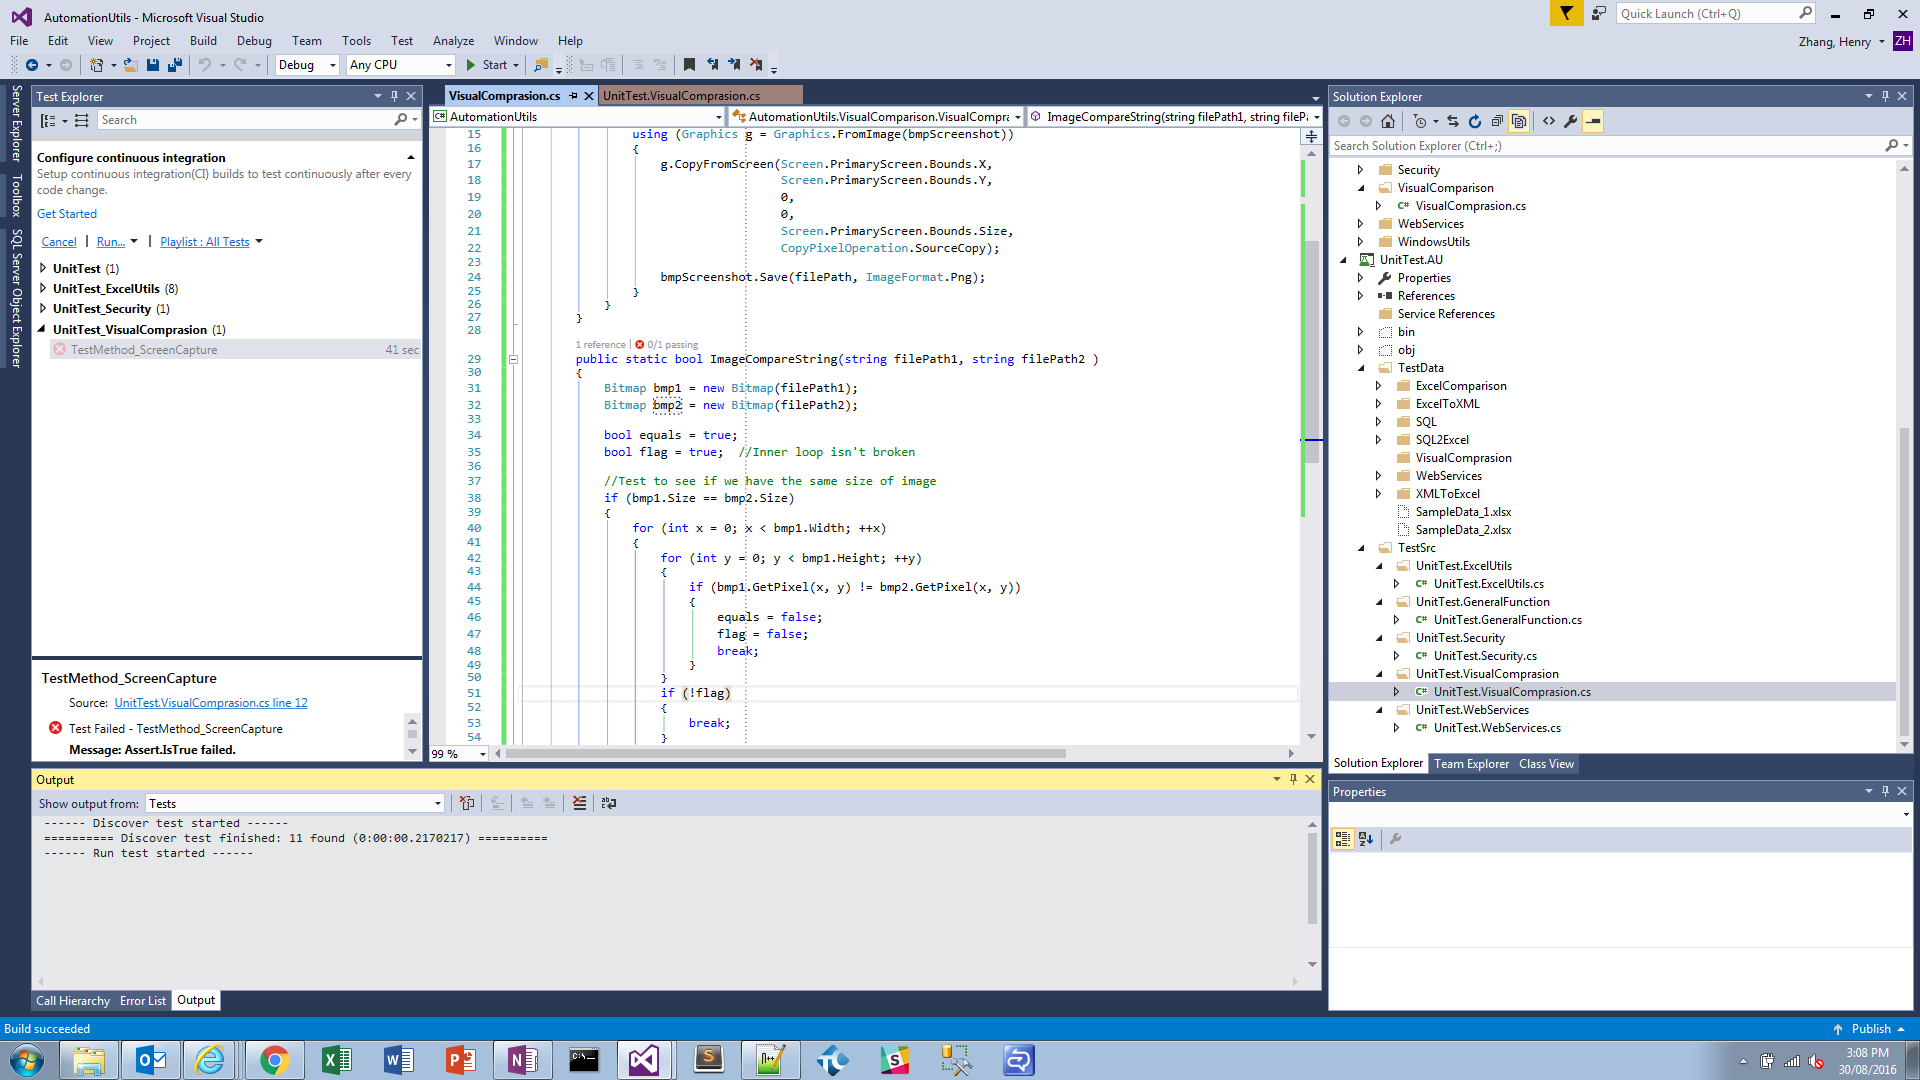 AutomationUtils - Microsoft Visual Studio
Quick Launch (Ctrl+Q)
File Edit View Project Build Debug Team Tools Test Analyze Window Help
Zhang, Henry ZH
Debug Any CPU Start
Server Explorer
Toolbox
SQL Server Object Explorer
Test Explorer
Search
Configure continuous integration
Setup continuous integration(CI) builds to test continuously after every
code change.
Get Started
Cancel | Run... | Playlist : All Tests
UnitTest (1)
UnitTest_ExcelUtils (8)
UnitTest_Security (1)
UnitTest_VisualComprasion (1)
TestMethod_ScreenCapture 41 sec
TestMethod_ScreenCapture
Source: UnitTest.VisualComprasion.cs line 12
Test Failed - TestMethod_ScreenCapture
Message: Assert.IsTrue failed.
VisualComprasion.cs UnitTest.VisualComprasion.cs
C# AutomationUtils AutomationUtils.VisualComparison.VisualCompra ImageCompareString(string filePath1, string fileP
15 using (Graphics g = Graphics.FromImage(bmpScreenshot))
16 {
17 g.CopyFromScreen(Screen.PrimaryScreen.Bounds.X,
18 Screen.PrimaryScreen.Bounds.Y,
19 0,
20 0,
21 Screen.PrimaryScreen.Bounds.Size,
22 CopyPixelOperation.SourceCopy);
23
24 bmpScreenshot.Save(filePath, ImageFormat.Png);
25 }
26 }
27 }
28
1 reference | 0/1 passing
29 public static bool ImageCompareString(string filePath1, string filePath2 )
30 {
31 Bitmap bmp1 = new Bitmap(filePath1);
32 Bitmap bmp2 = new Bitmap(filePath2);
33
34 bool equals = true;
35 bool flag = true; //Inner loop isn't broken
36
37 //Test to see if we have the same size of image
38 if (bmp1.Size == bmp2.Size)
39 {
40 for (int x = 0; x < bmp1.Width; ++x)
41 {
42 for (int y = 0; y < bmp1.Height; ++y)
43 {
44 if (bmp1.GetPixel(x, y) != bmp2.GetPixel(x, y))
45 {
46 equals = false;
47 flag = false;
48 break;
49 }
50 }
51 if (!flag)
52 {
53 break;
54 }
99 %
Output
Show output from: Tests
------ Discover test started ------
========== Discover test finished: 11 found (0:00:00.2170217) ==========
------ Run test started ------
Call Hierarchy Error List Output
Solution Explorer
Search Solution Explorer (Ctrl+;)
Security
VisualComparison
C# VisualComprasion.cs
WebServices
WindowsUtils
UnitTest.AU
Properties
References
Service References
bin
obj
TestData
ExcelComparison
ExcelToXML
SQL
SQL2Excel
VisualComprasion
WebServices
XMLToExcel
SampleData_1.xlsx
SampleData_2.xlsx
TestSrc
UnitTest.ExcelUtils
C# UnitTest.ExcelUtils.cs
UnitTest.GeneralFunction
C# UnitTest.GeneralFunction.cs
UnitTest.Security
C# UnitTest.Security.cs
UnitTest.VisualComprasion
C# UnitTest.VisualComprasion.cs
UnitTest.WebServices
C# UnitTest.WebServices.cs
Solution Explorer Team Explorer Class View
Properties
Build succeeded
Publish
3:08 PM
30/08/2016